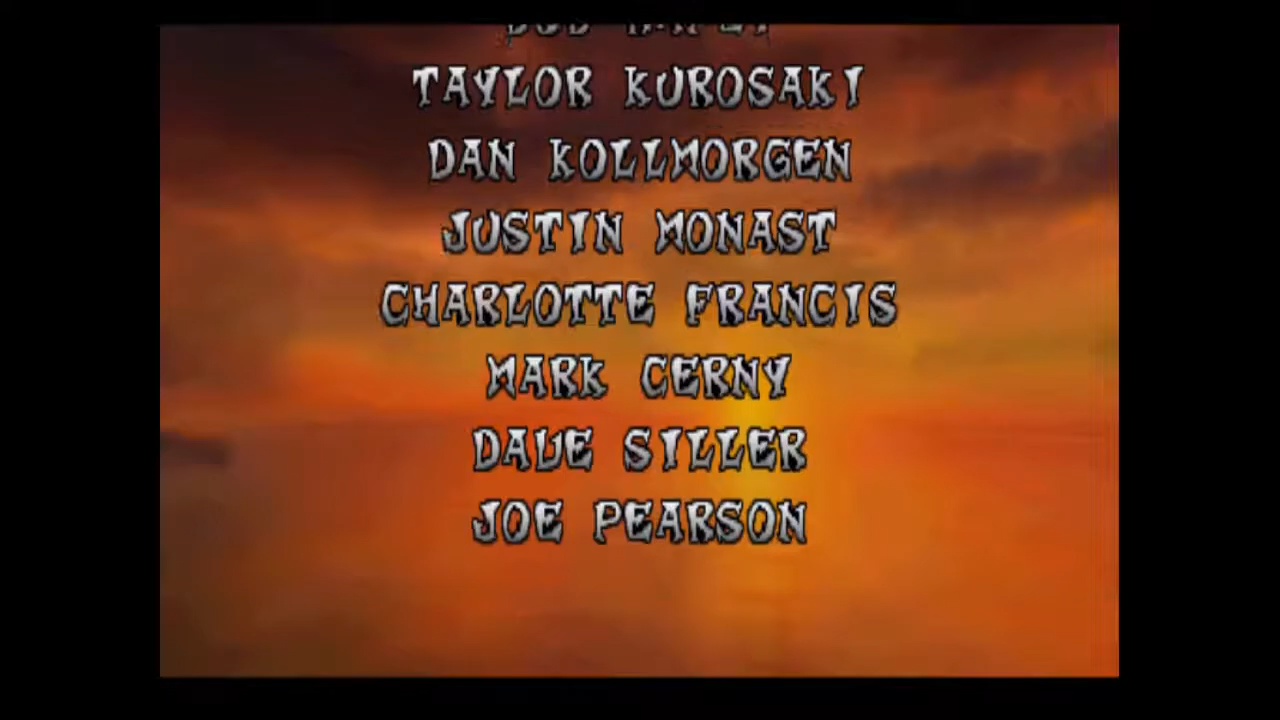 TAYLOR KUROSAKI
DAN KOLLMORGEN
JUSTIN MONAST
CHARLOTTE FRANCIS
MARK CERNY
DAVE SILLER
JOE PEARSON